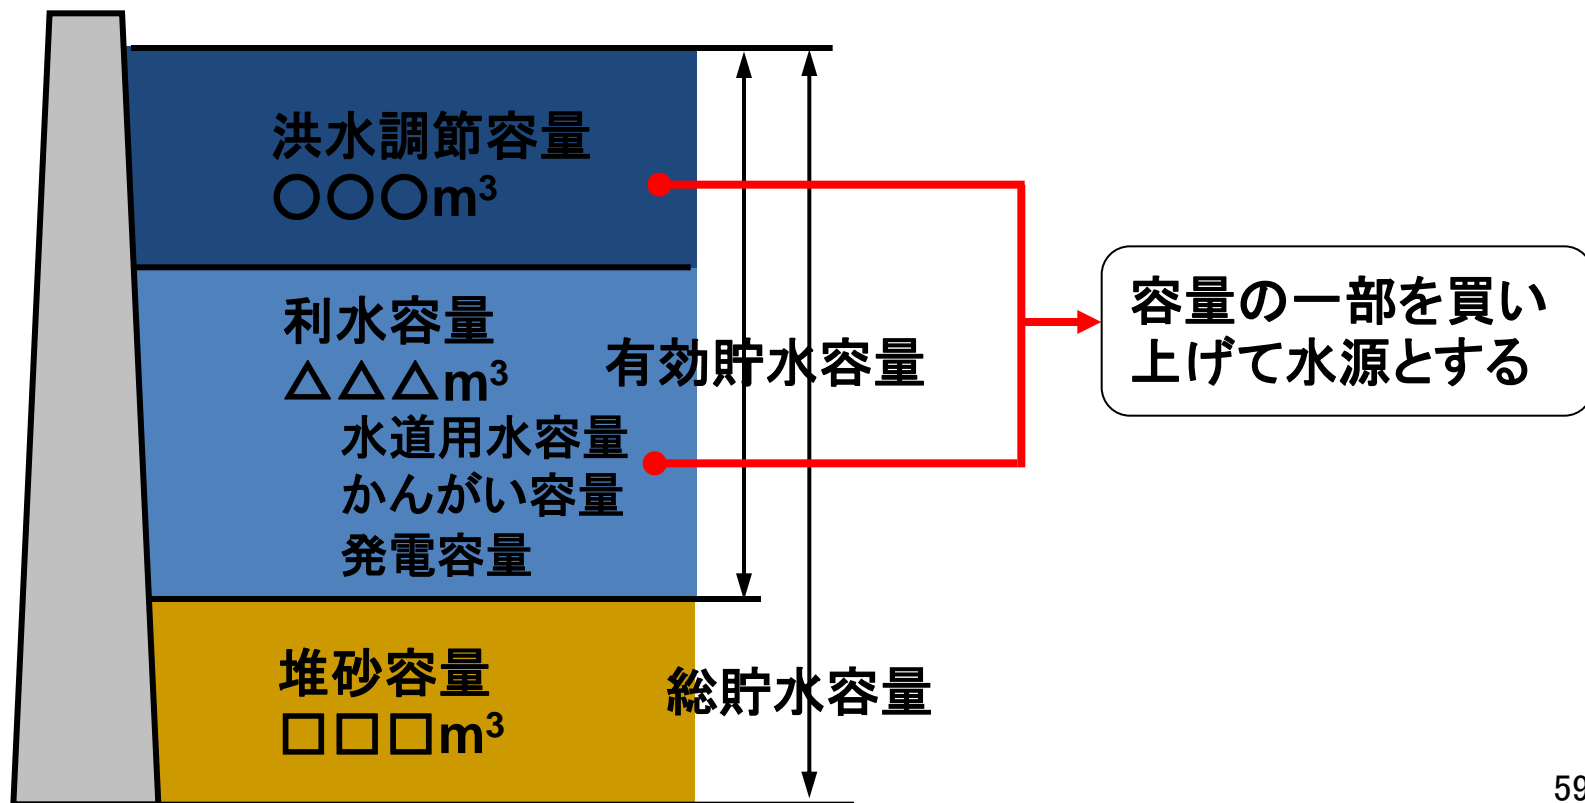 洪水調節容量
○○○m³
利水容量
△△△m³
水道用水容量
かんがい容量
発電容量
有効貯水容量
容量の一部を買い
上げて水源とする
堆砂容量
□□□m³
総貯水容量
59